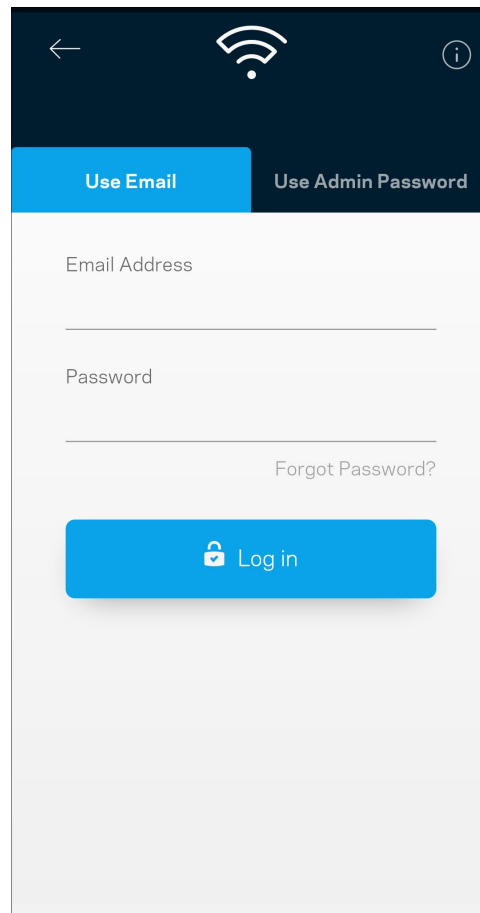 Use Email
Use Admin Password
Email Address
Password
Forgot Password?
Log in